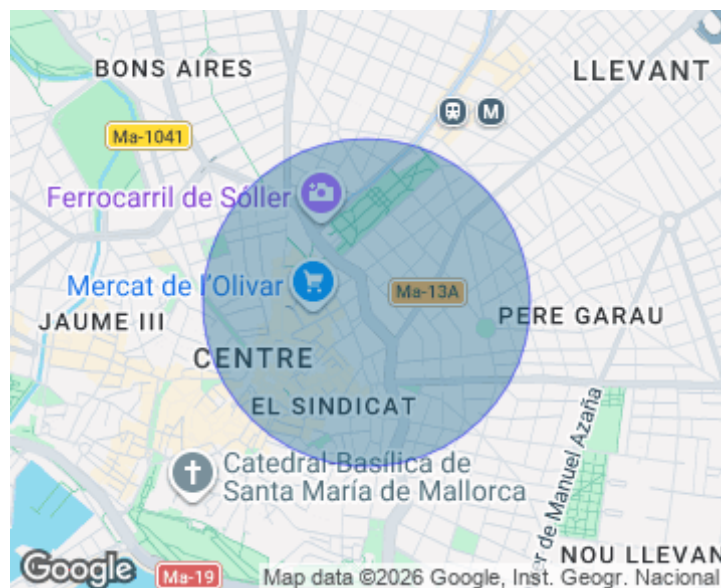 BONS AIRES
LLEVANT
M
Ma-1041
Ferrocarril de Sóller
Mercat de l'Olivar
Ma-13A
JAUME III
PERE GARAU
CENTRE
EL SINDICAT
er de Manuel Azaña
Catedral-Basílica de
Santa María de Mallorca
NOU LLEVAN
Google
Ma-19
Map data ©2026 Google, Inst. Geogr. Nacional